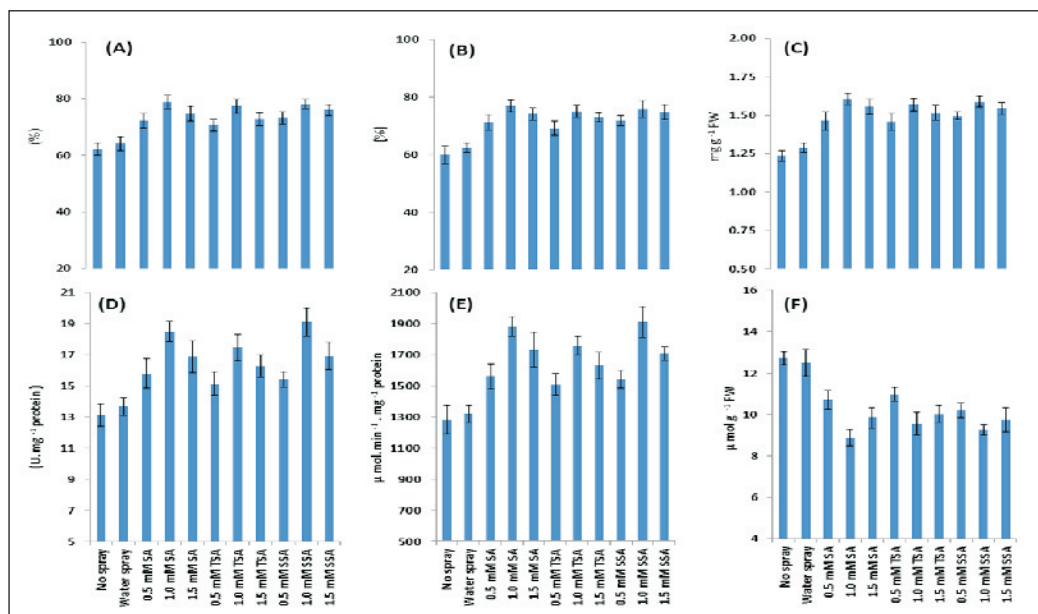 (A)
100
80
60
40
20
(%)
(B)
100
80
60
40
20
[%]
(C)
2.00
1.75
1.50
1.25
1.00
0.75
0.50
mg g -1 FW
(D)
21
19
17
15
13
11
9
7
5
(U. mg -1 protein)
No spray
Water spray
0.5 mM SA
1.0 mM SA
1.5 mM SA
0.5 mM TSA
1.0 mM TSA
1.5 mM TSA
0.5 mM SSA
1.0 mM SSA
1.5 mM SSA
(E)
2100
1900
1700
1500
1300
1100
900
700
500
µ mol. min -1 . mg -1 protein
No spray
Water spray
0.5 mM SA
1.0 mM SA
1.5 mM SA
0.5 mM TSA
1.0 mM TSA
1.5 mM TSA
0.5 mM SSA
1.0 mM SSA
1.5 mM SSA
(F)
16
14
12
10
8
6
4
µ mol g -1 FW
No spray
Water spray
0.5 mM SA
1.0 mM SA
1.5 mM SA
0.5 mM TSA
1.0 mM TSA
1.5 mM TSA
0.5 mM SSA
1.0 mM SSA
1.5 mM SSA